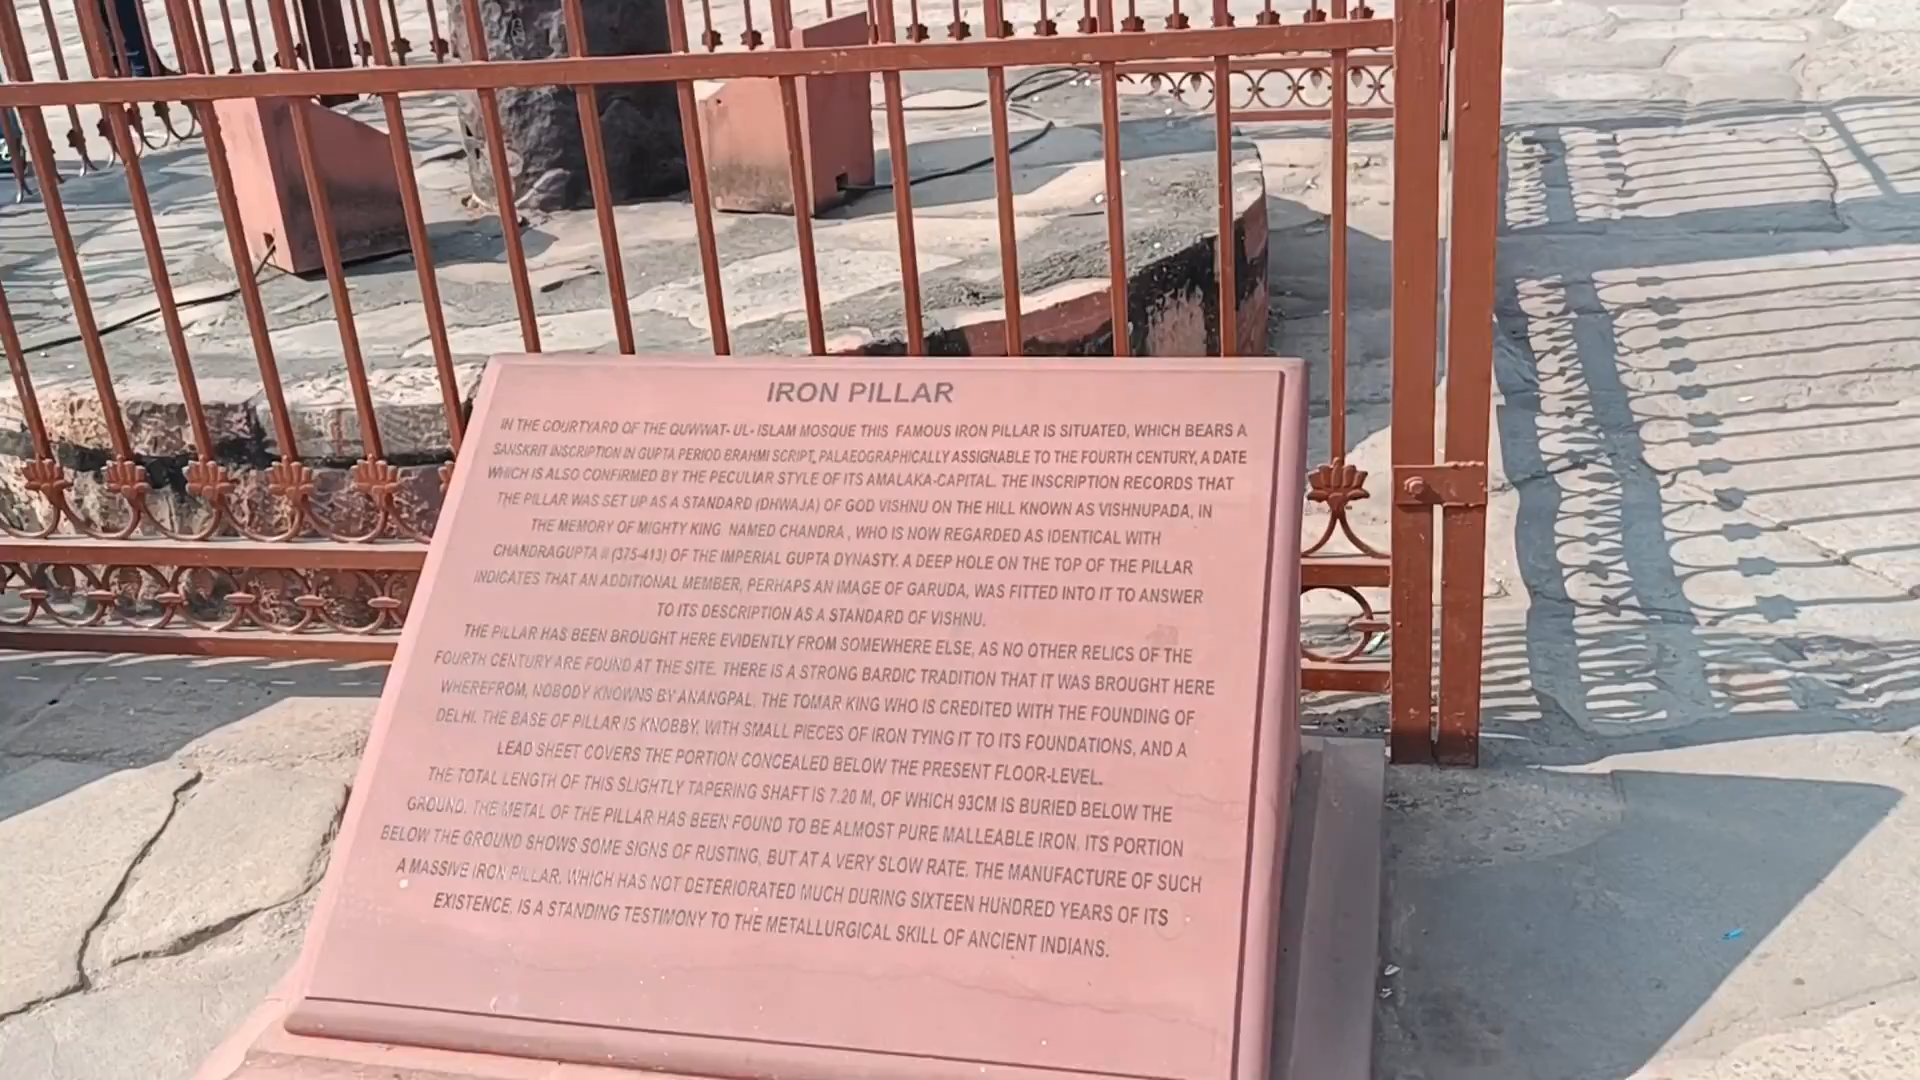 IRON PILLAR
IN THE COURTYARD OF THE QUWWAT- UL- ISLAM MOSQUE THIS FAMOUS IRON PILLAR IS SITUATED, WHICH BEARS A
SANSKRIT INSCRIPTION IN GUPTA PERIOD BRAHMI SCRIPT, PALAEOGRAPHICALLY ASSIGNABLE TO THE FOURTH CENTURY, A DATE
WHICH IS ALSO CONFIRMED BY THE PECULIAR STYLE OF ITS AMALAKA-CAPITAL. THE INSCRIPTION RECORDS THAT
THE PILLAR WAS SET UP AS A STANDARD (DHWAJA) OF GOD VISHNU ON THE HILL KNOWN AS VISHNUPADA, IN
THE MEMORY OF MIGHTY KING NAMED CHANDRA , WHO IS NOW REGARDED AS IDENTICAL WITH
CHANDRAGUPTA II (375-413) OF THE IMPERIAL GUPTA DYNASTY. A DEEP HOLE ON THE TOP OF THE PILLAR
INDICATES THAT AN ADDITIONAL MEMBER, PERHAPS AN IMAGE OF GARUDA, WAS FITTED INTO IT TO ANSWER
TO ITS DESCRIPTION AS A STANDARD OF VISHNU.
THE PILLAR HAS BEEN BROUGHT HERE EVIDENTLY FROM SOMEWHERE ELSE, AS NO OTHER RELICS OF THE
FOURTH CENTURY ARE FOUND AT THE SITE. THERE IS A STRONG BARDIC TRADITION THAT IT WAS BROUGHT HERE
WHEREFROM, NOBODY KNOWNS BY ANANGPAL. THE TOMAR KING WHO IS CREDITED WITH THE FOUNDING OF
DELHI. THE BASE OF PILLAR IS KNOBBY, WITH SMALL PIECES OF IRON TYING IT TO ITS FOUNDATIONS, AND A
LEAD SHEET COVERS THE PORTION CONCEALED BELOW THE PRESENT FLOOR-LEVEL.
THE TOTAL LENGTH OF THIS SLIGHTLY TAPERING SHAFT IS 7.20 M, OF WHICH 93CM IS BURIED BELOW THE
GROUND. THE METAL OF THE PILLAR HAS BEEN FOUND TO BE ALMOST PURE MALLEABLE IRON. ITS PORTION
BELOW THE GROUND SHOWS SOME SIGNS OF RUSTING, BUT AT A VERY SLOW RATE. THE MANUFACTURE OF SUCH
A MASSIVE IRON PILLAR, WHICH HAS NOT DETERIORATED MUCH DURING SIXTEEN HUNDRED YEARS OF ITS
EXISTENCE, IS A STANDING TESTIMONY TO THE METALLURGICAL SKILL OF ANCIENT INDIANS.